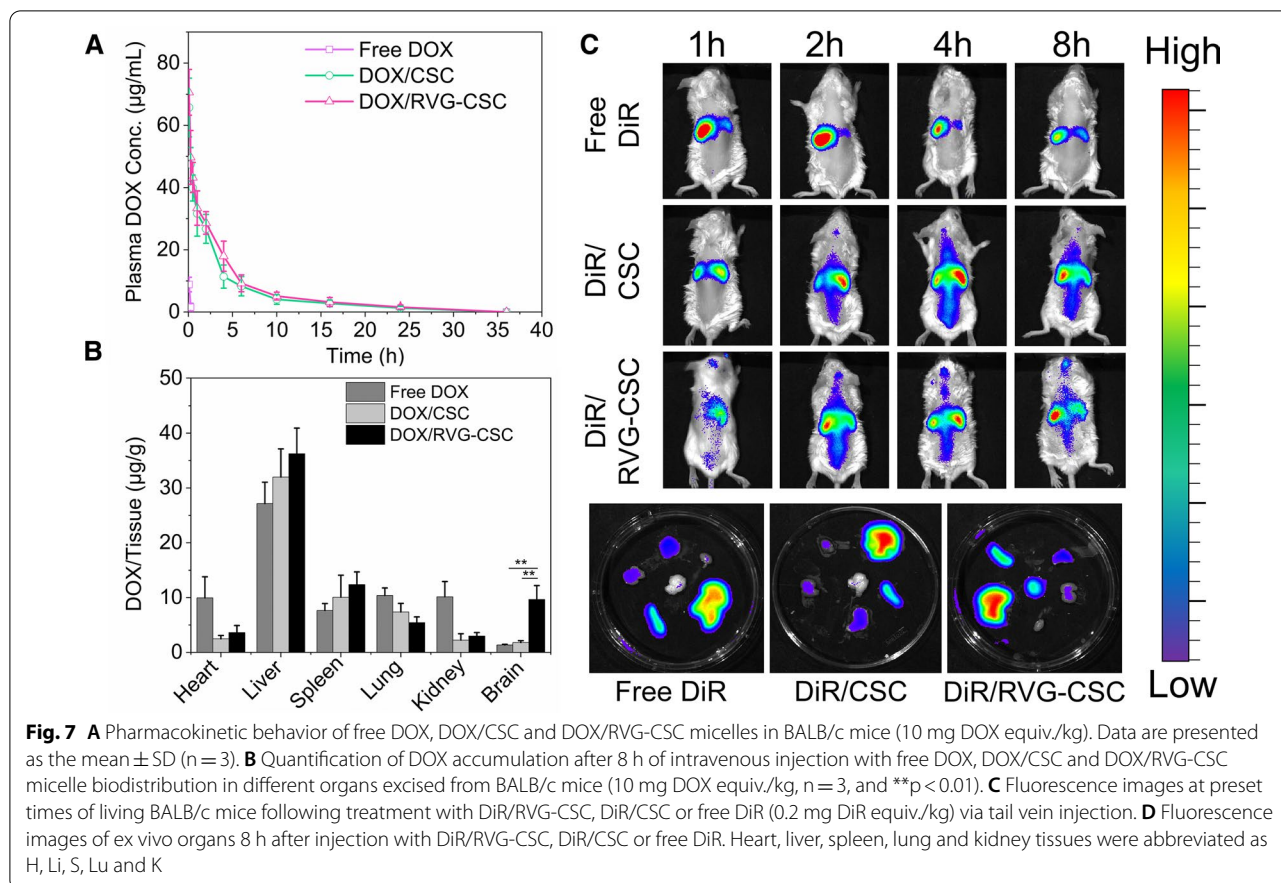 A
80
60
40
20
0
Plasma DOX Conc. (µg/mL)
Free DOX
DOX/CSC
DOX/RVG-CSC
0 5 10 15 20 25 30 35 40
Time (h)
B
50
40
30
20
10
0
DOX/Tissue (µg/g)
Free DOX
DOX/CSC
DOX/RVG-CSC
**
**
Heart Liver Spleen Lung Kidney Brain
C
1h 2h 4h 8h
Free
DiR
DiR/
CSC
DiR/
RVG-CSC
High
Low
Free DiR DiR/CSC DiR/RVG-CSC
Fig. 7 A Pharmacokinetic behavior of free DOX, DOX/CSC and DOX/RVG-CSC micelles in BALB/c mice (10 mg DOX equiv./kg). Data are presented
as the mean ± SD (n = 3). B Quantification of DOX accumulation after 8 h of intravenous injection with free DOX, DOX/CSC and DOX/RVG-CSC
micelle biodistribution in different organs excised from BALB/c mice (10 mg DOX equiv./kg, n = 3, and **p < 0.01). C Fluorescence images at preset
times of living BALB/c mice following treatment with DiR/RVG-CSC, DiR/CSC or free DiR (0.2 mg DiR equiv./kg) via tail vein injection. D Fluorescence
images of ex vivo organs 8 h after injection with DiR/RVG-CSC, DiR/CSC or free DiR. Heart, liver, spleen, lung and kidney tissues were abbreviated as
H, Li, S, Lu and K